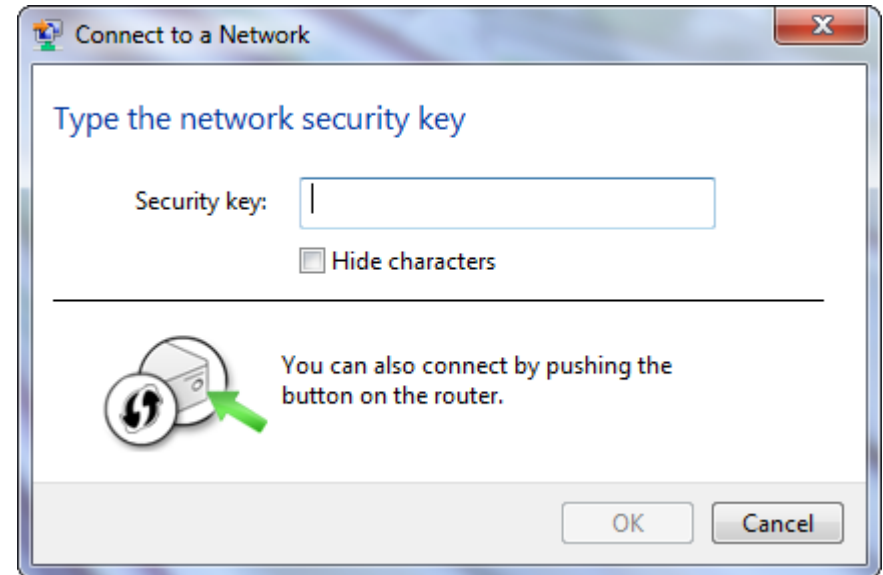 Connect to a Network
Type the network security key
Security key:
Hide characters
You can also connect by pushing the
button on the router.
OK Cancel